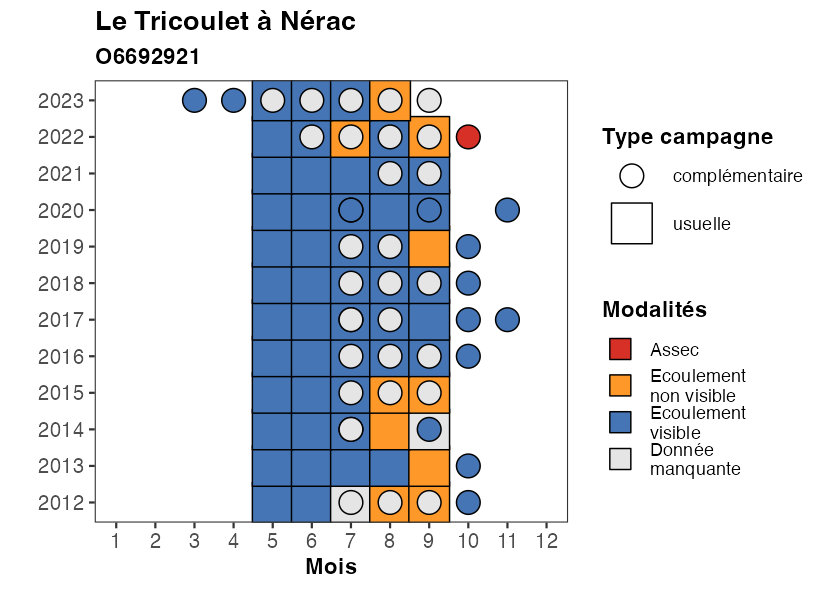 Le Tricoulet à Nérac
O6692921
2023
2022
2021
2020
2019
2018
2017
2016
2015
2014
2013
2012
1 2 3 4 5 6 7 8 9 10 11 12
Mois
Type campagne
complémentaire
usuelle
Modalités
Assec
Ecoulement
non visible
Ecoulement
visible
Donnée
manquante